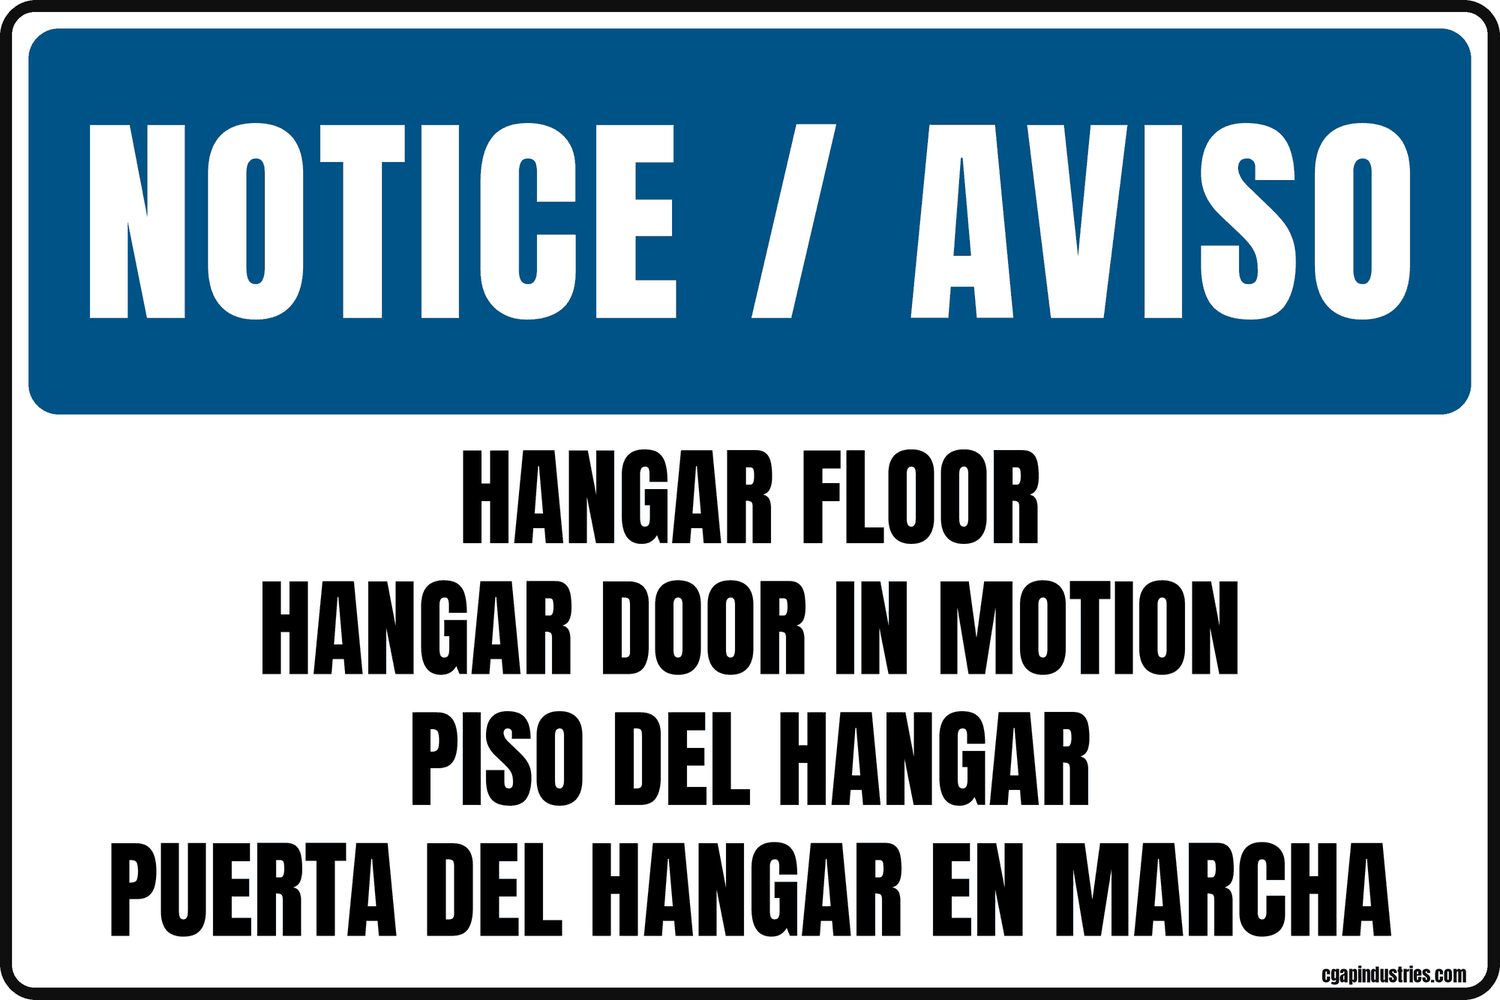 NOTICE / AVISO
HANGAR FLOOR
HANGAR DOOR IN MOTION
PISO DEL HANGAR
PUERTA DEL HANGAR EN MARCHA
cgapindustries.com